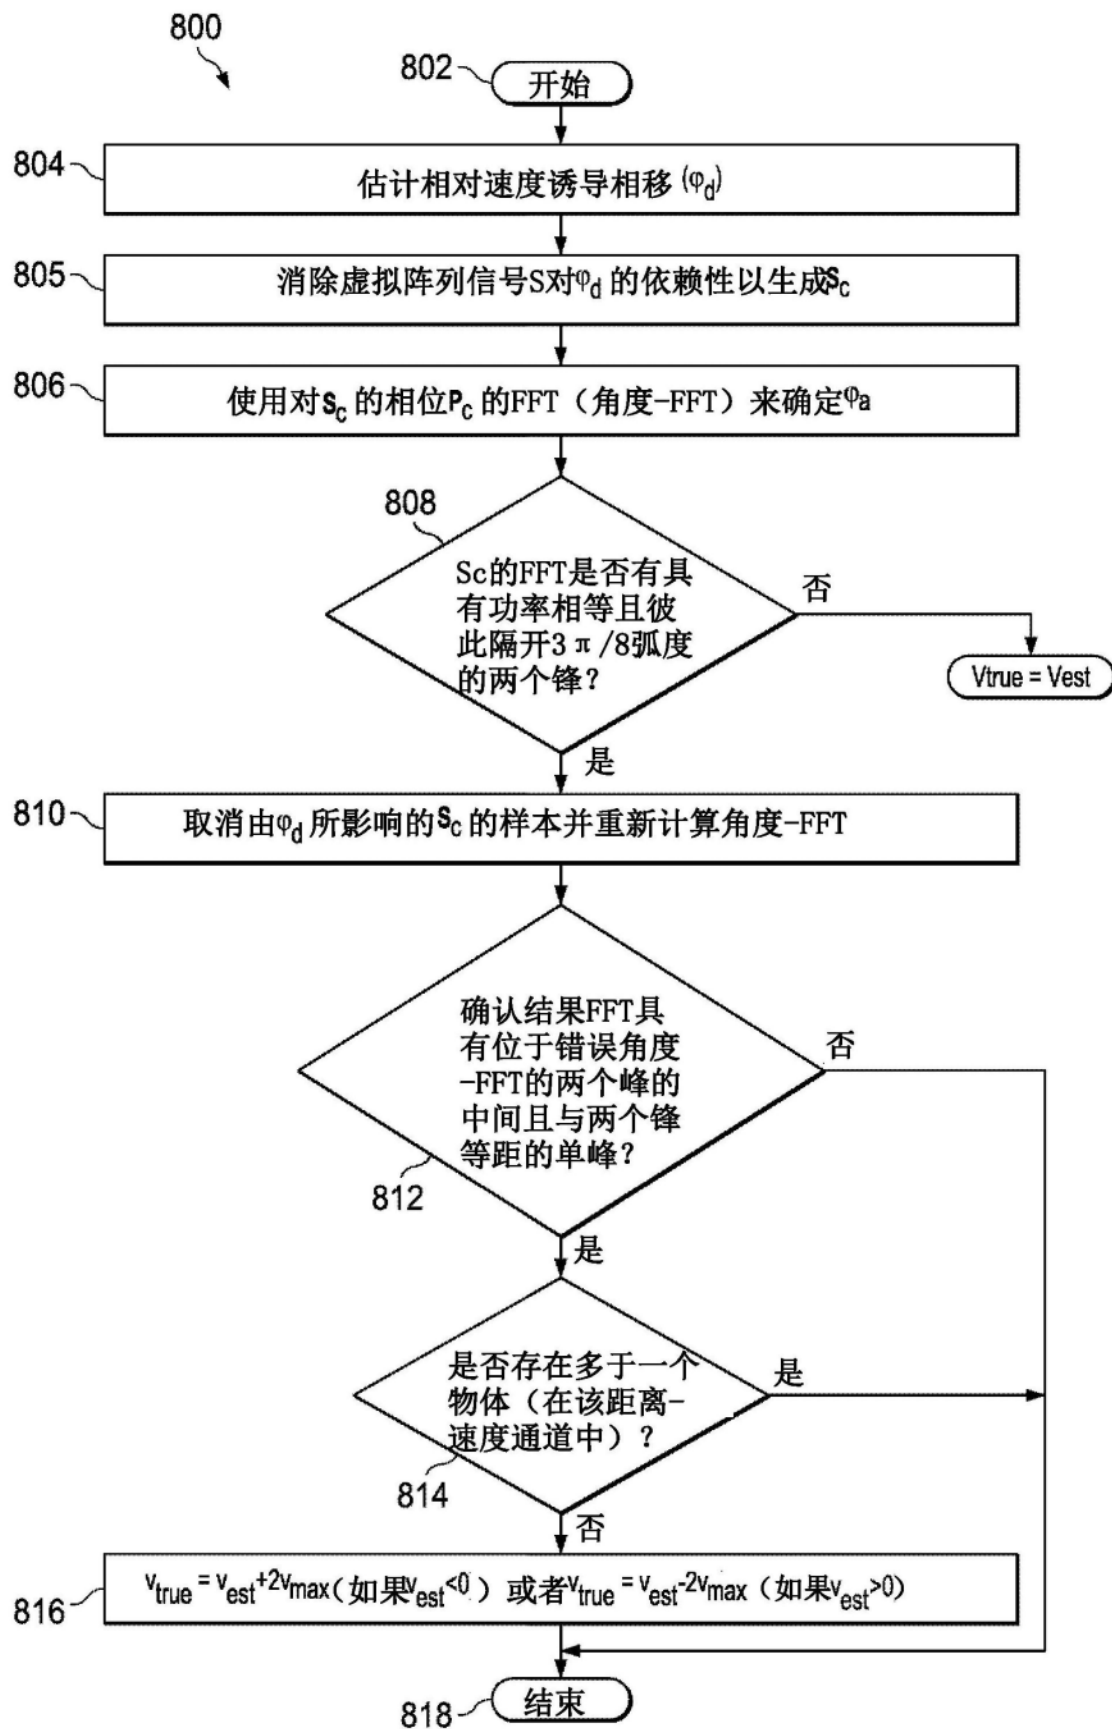 800
802
开始
804
估计相对速度诱导相移 (φd)
805
消除虚拟阵列信号S对φd的依赖性以生成Sc
806
使用对Sc的相位Pc的FFT（角度-FFT）来确定φa
808
Sc的FFT是否有具
有功率相等且彼
此隔开3π/8弧度
的两个锋？
否
Vtrue = Vest
是
810
取消由φd所影响的Sc的样本并重新计算角度-FFT
确认结果FFT具
有位于错误角度
-FFT的两个峰的
中间且与两个锋
等距的单峰？
否
812
是
是否存在多于一个
物体（在该距离-
速度通道中）？
是
814
否
816
vtrue = vest+2vmax（如果vest<0）或者vtrue = vest-2vmax（如果vest>0）
818
结束